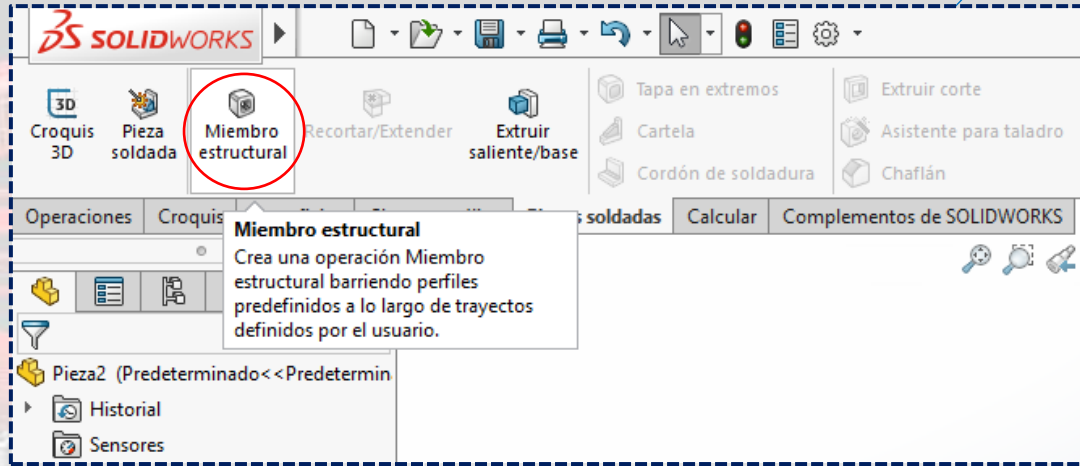 SOLIDWORKS
3D
Croquis 3D
Pieza soldada
Miembro estructural
Recortar/Extender
Extruir saliente/base
Tapa en extremos
Cartela
Cordón de soldadura
Extruir corte
Asistente para taladro
Chaflán
Operaciones
Croquis
soldadas
Calcular
Complementos de SOLIDWORKS
Miembro estructural
Crea una operación Miembro
estructural barriendo perfiles
predefinidos a lo largo de trayectos
definidos por el usuario.
Pieza2 (Predeterminado<<Predetermin
Historial
Sensores